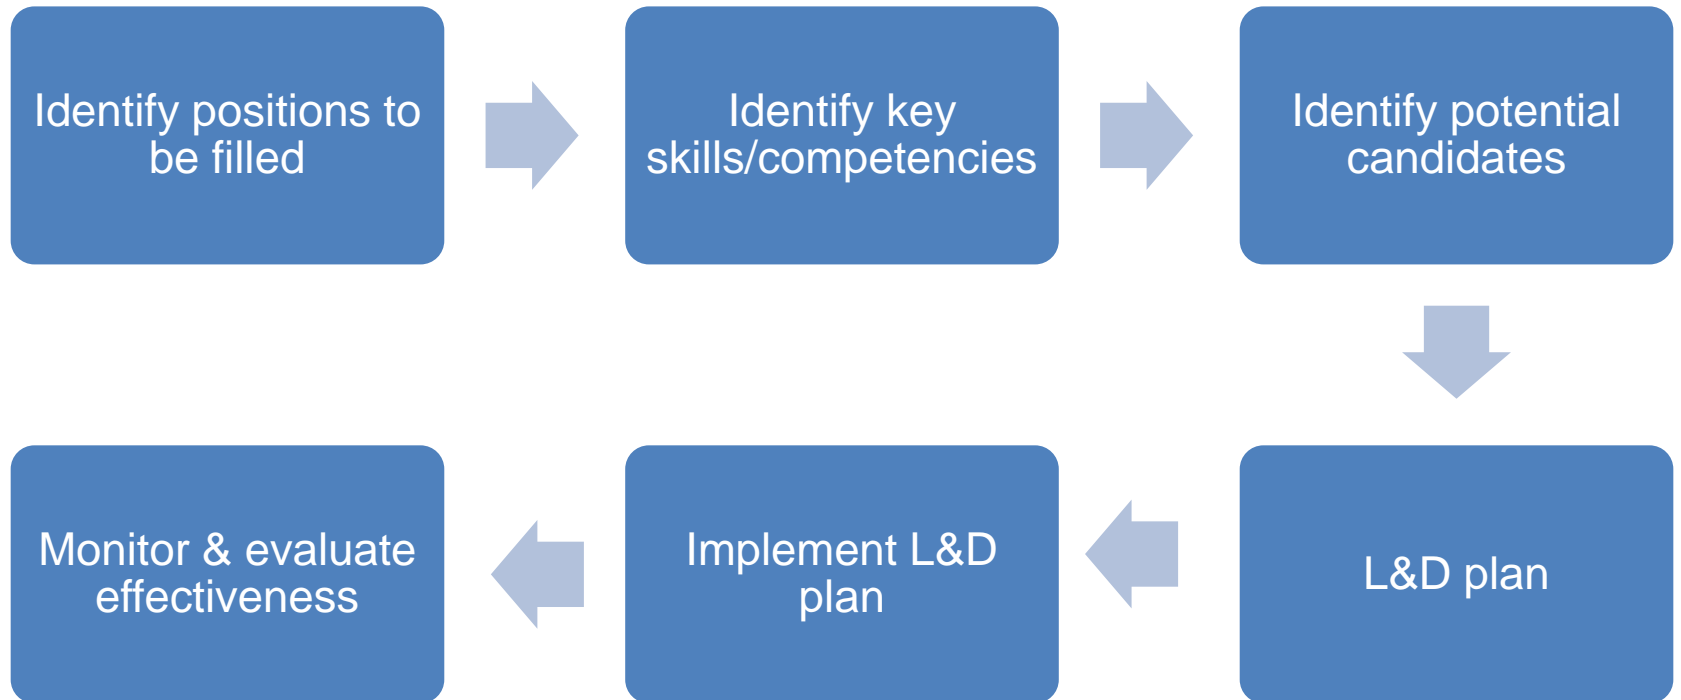 Identify positions to
be filled
Identify key
skills/competencies
Identify potential
candidates
L&D plan
Implement L&D
plan
Monitor & evaluate
effectiveness